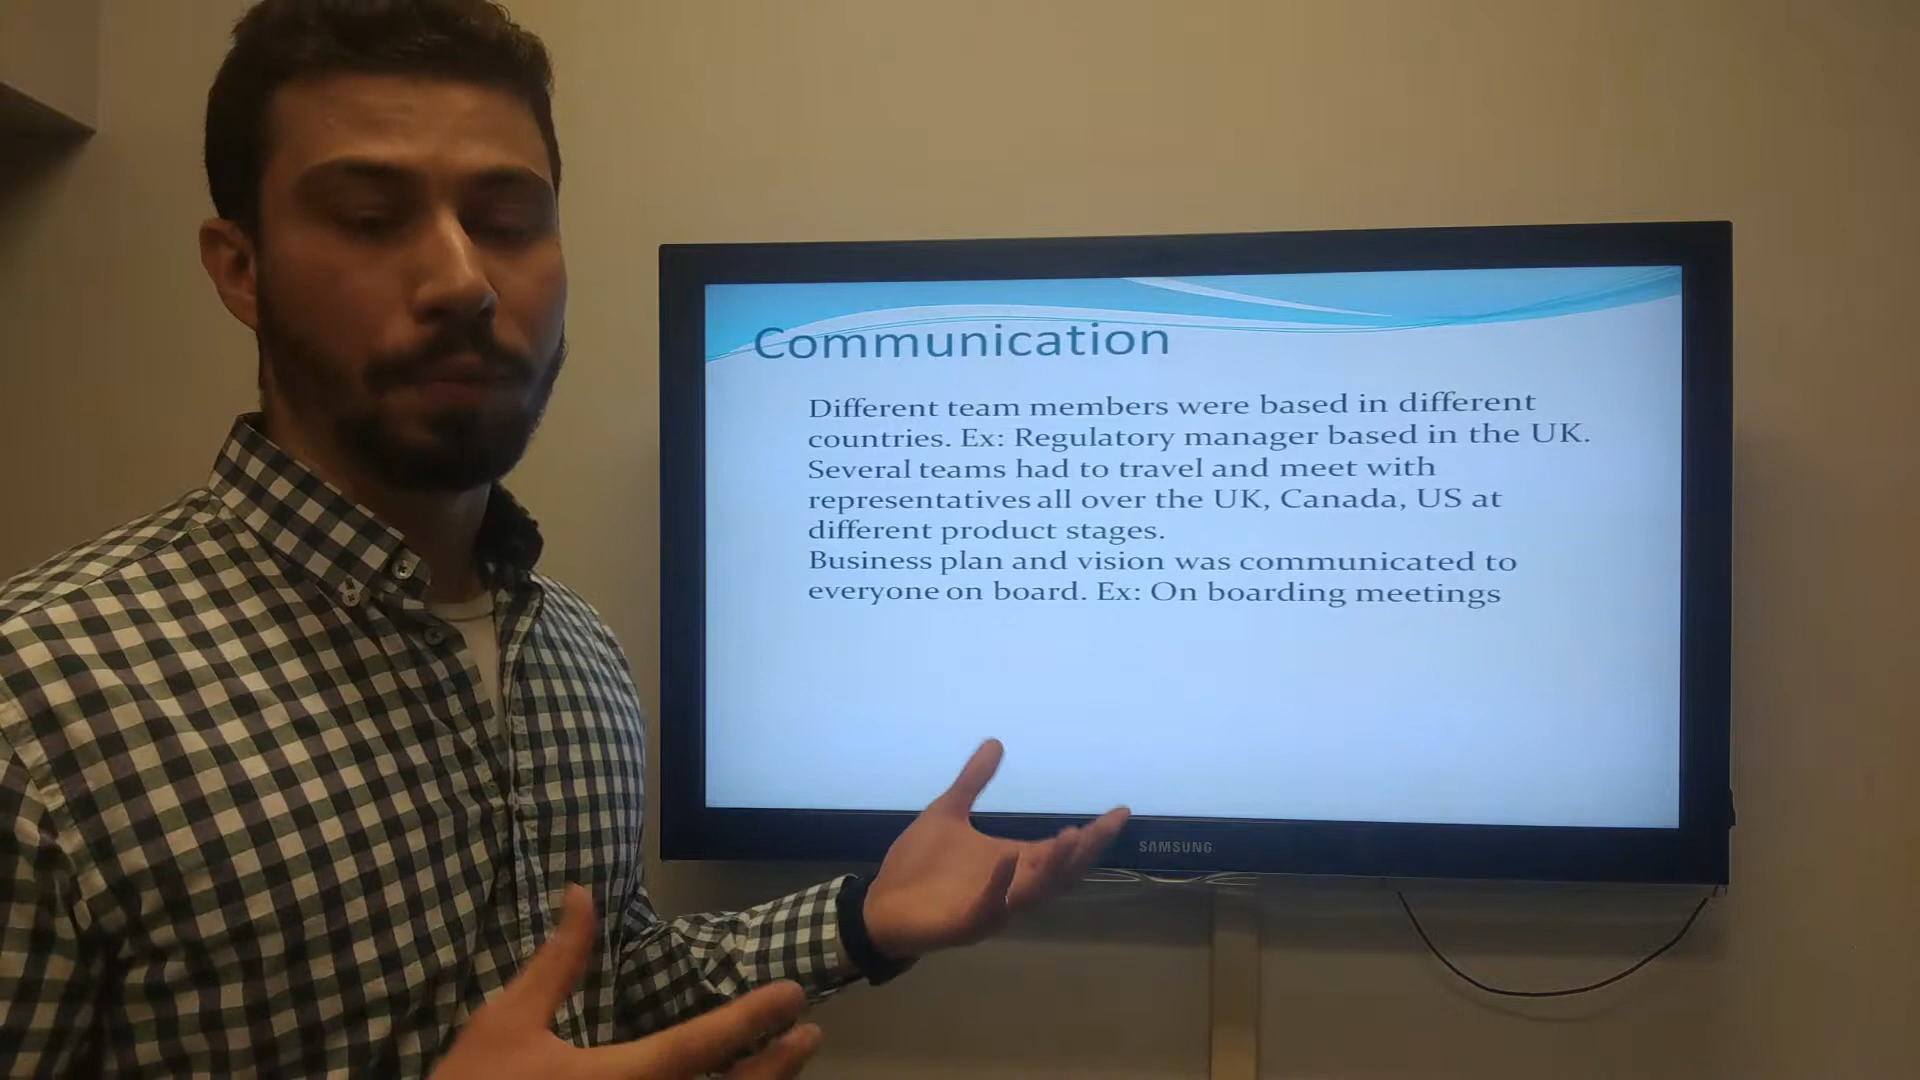 Communication
Different team members were based in different
countries. Ex: Regulatory manager based in the UK.
Several teams had to travel and meet with
representatives all over the UK, Canada, US at
different product stages.
Business plan and vision was communicated to
everyone on board. Ex: On boarding meetings
SAMSUNG